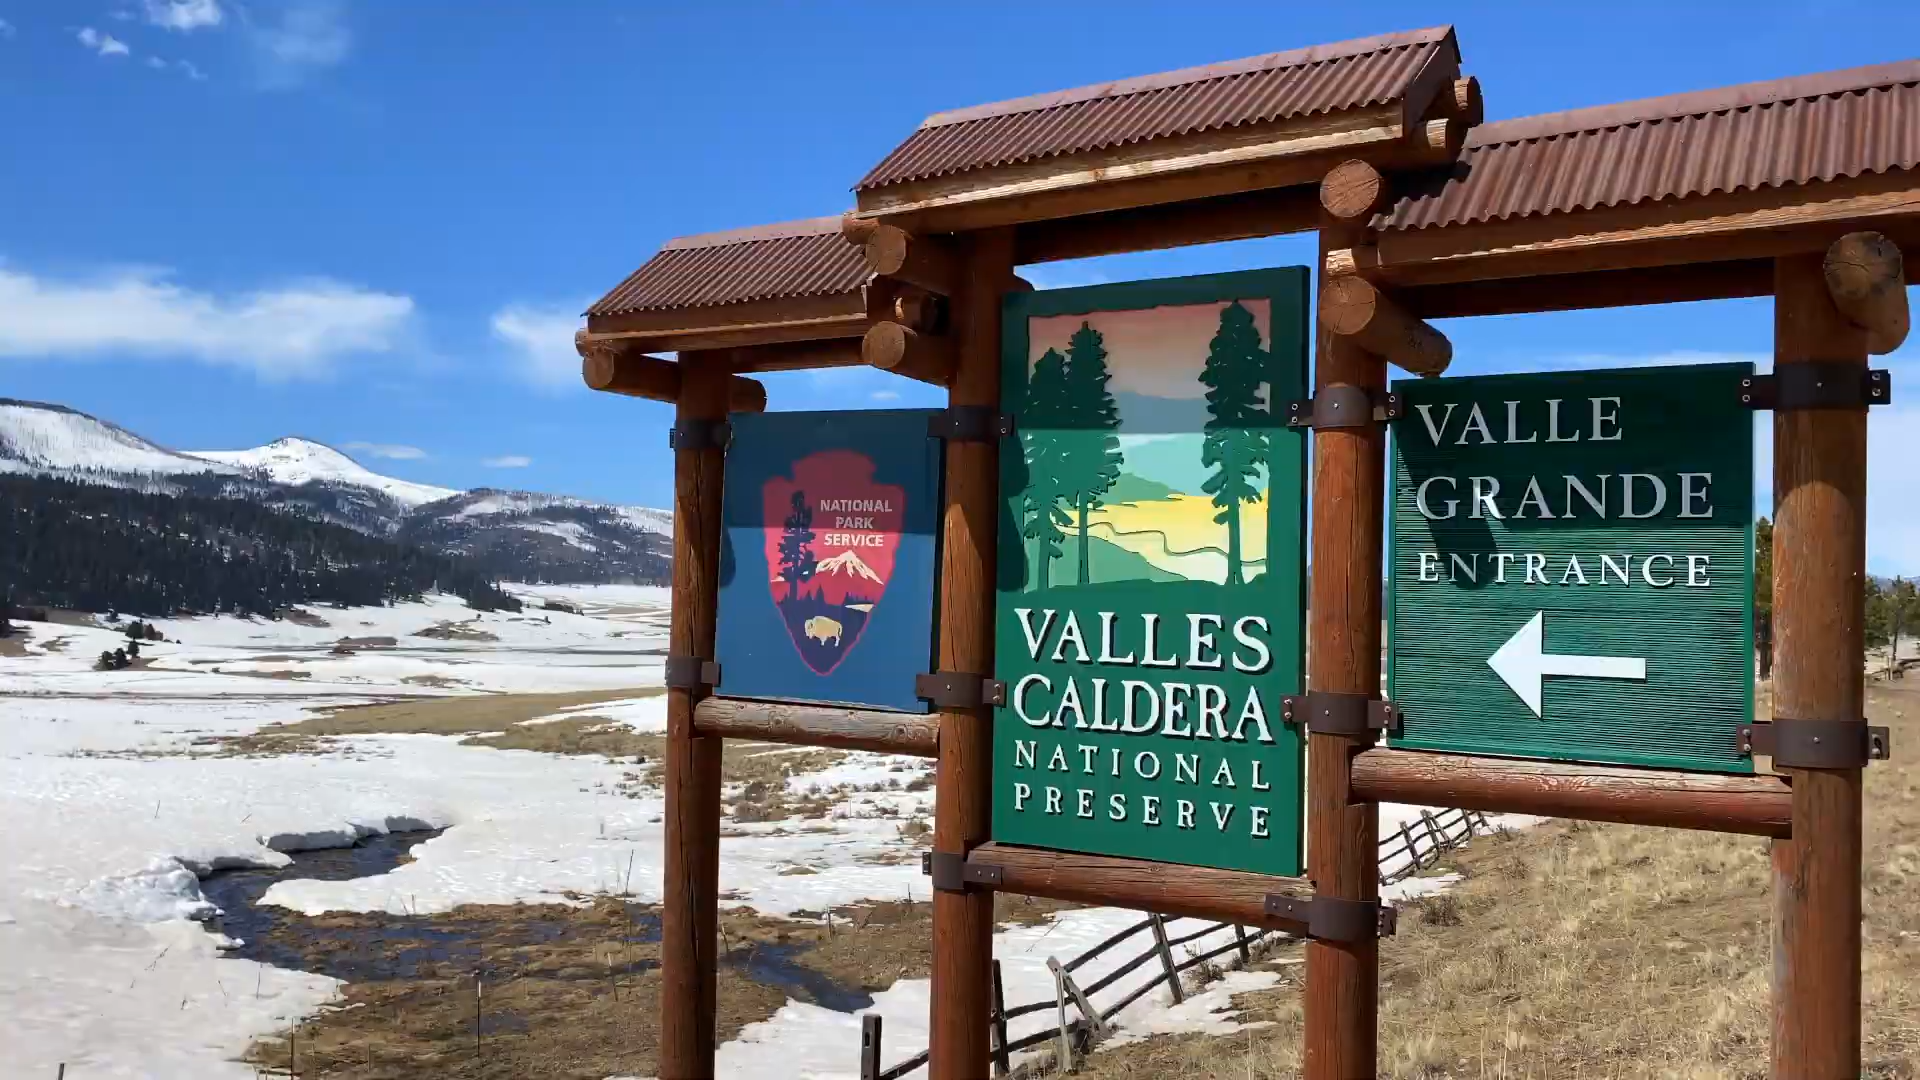 NATIONAL
PARK
SERVICE
VALLES
CALDERA
NATIONAL
PRESERVE
VALLE
GRANDE
ENTRANCE